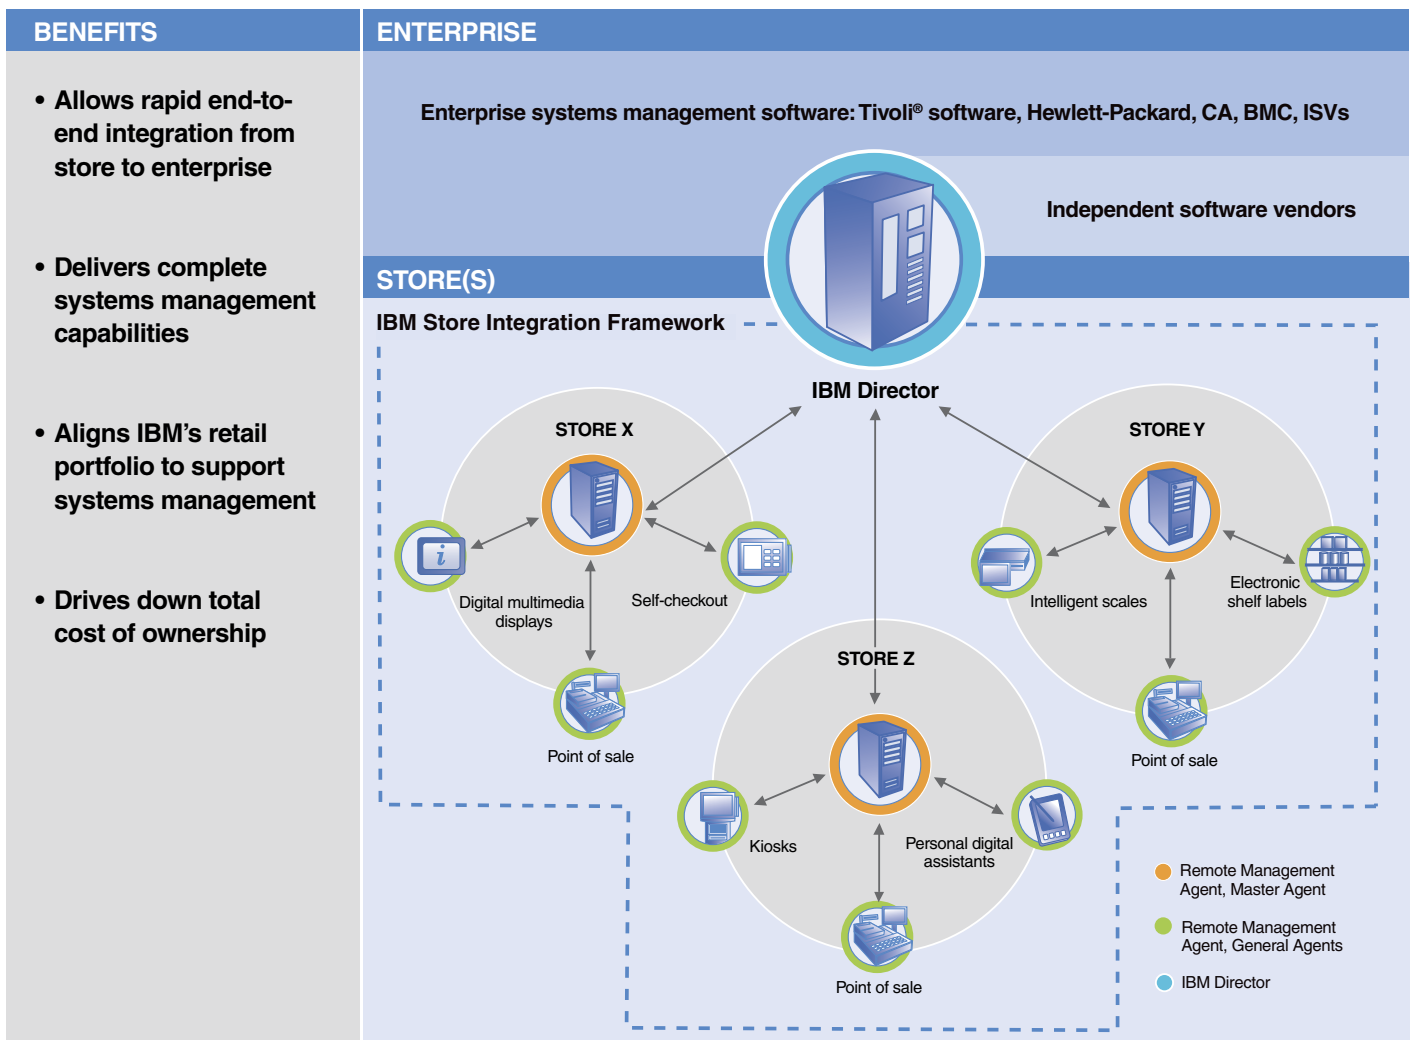 BENEFITS
• Allows rapid end-to-
end integration from
store to enterprise
• Delivers complete
systems management
capabilities
• Aligns IBM’s retail
portfolio to support
systems management
• Drives down total
cost of ownership
ENTERPRISE
Enterprise systems management software: Tivoli® software, Hewlett-Packard, CA, BMC, ISVs
Independent software vendors
STORE(S)
IBM Store Integration Framework
IBM Director
STORE X
i
Digital multimedia
displays
Self-checkout
Point of sale
STORE Y
Intelligent scales
Electronic
shelf labels
Point of sale
STORE Z
Kiosks
Personal digital
assistants
Point of sale
Remote Management
Agent, Master Agent
Remote Management
Agent, General Agents
IBM Director